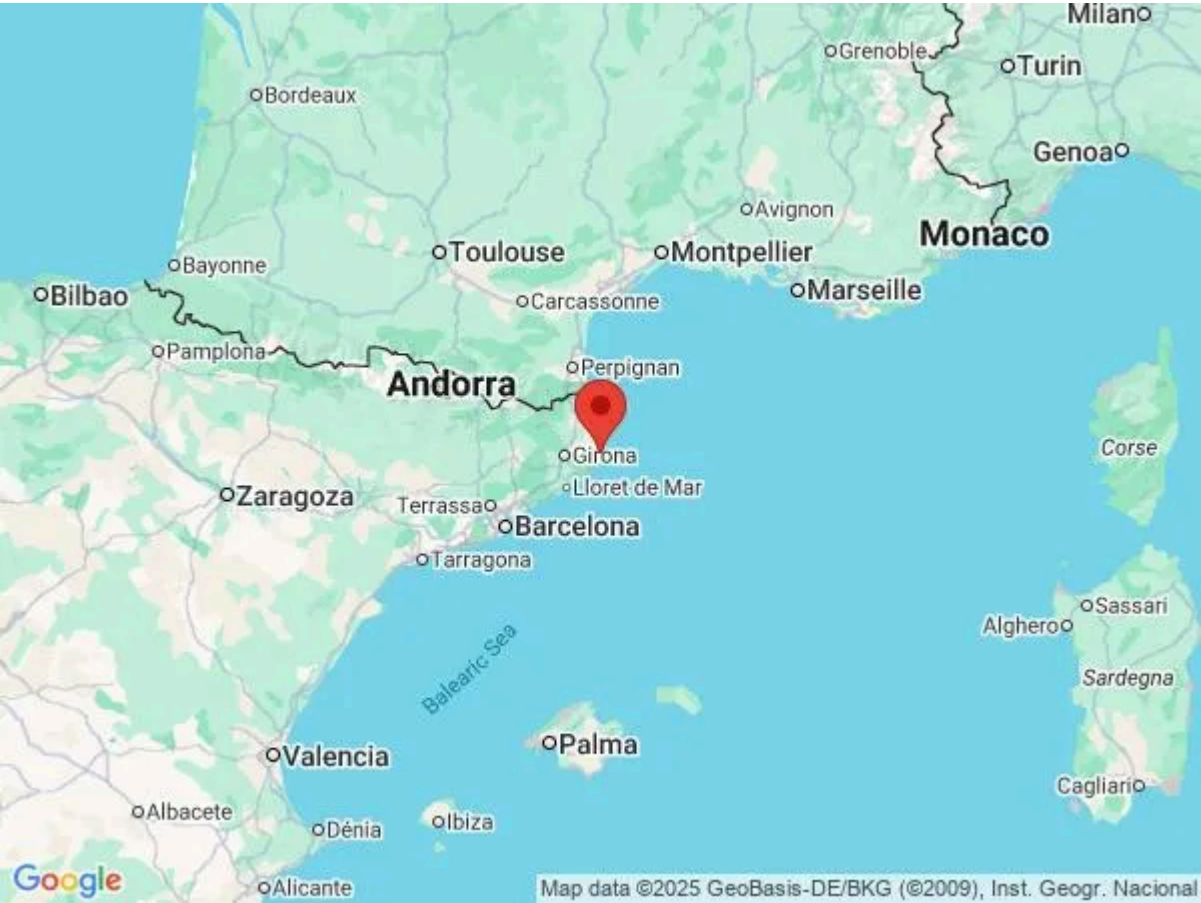 Milan
Grenoble
Turin
Bordeaux
Genoa
Avignon
Monaco
Toulouse
Montpellier
Bayonne
Marseille
Bilbao
Carcassonne
Pamplona
Perpignan
Andorra
Corse
Girona
Lloret de Mar
Zaragoza
Terrassa
Barcelona
Tarragona
Sassari
Alghero
Balearic Sea
Sardegna
Palma
Valencia
Cagliari
Albacete
Ibiza
Dénia
Google
Alicante
Map data ©2025 GeoBasis-DE/BKG (©2009), Inst. Geogr. Nacional